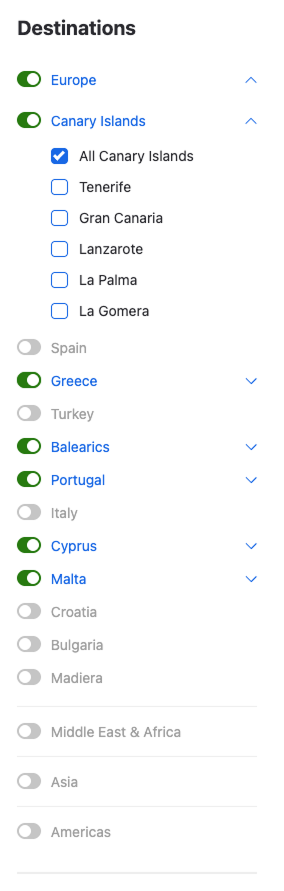 Destinations
Europe
Canary Islands
All Canary Islands
Tenerife
Gran Canaria
Lanzarote
La Palma
La Gomera
Spain
Greece
Turkey
Balearics
Portugal
Italy
Cyprus
Malta
Croatia
Bulgaria
Madiera
Middle East & Africa
Asia
Americas